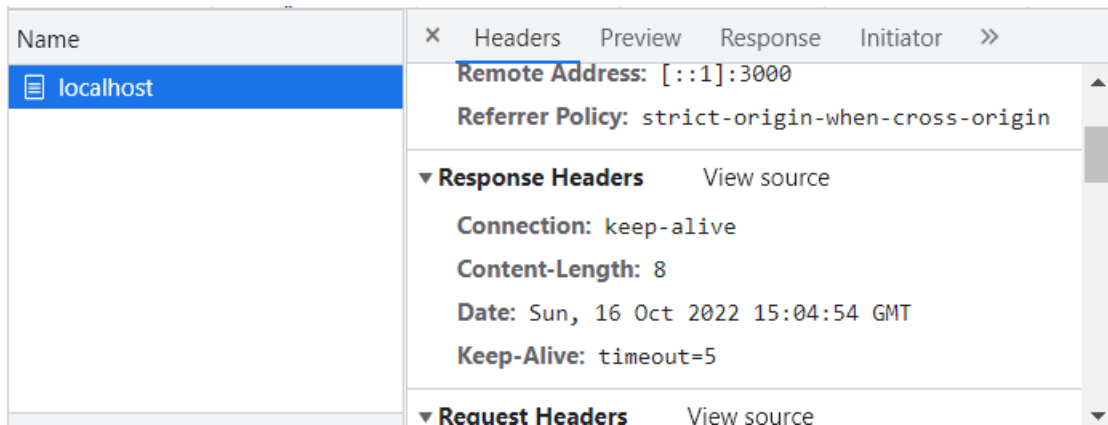 Name
localhost
× Headers Preview Response Initiator »
Remote Address: [::1]:3000
Referrer Policy: strict-origin-when-cross-origin
▾ Response Headers View source
Connection: keep-alive
Content-Length: 8
Date: Sun, 16 Oct 2022 15:04:54 GMT
Keep-Alive: timeout=5
▾ Request Headers View source